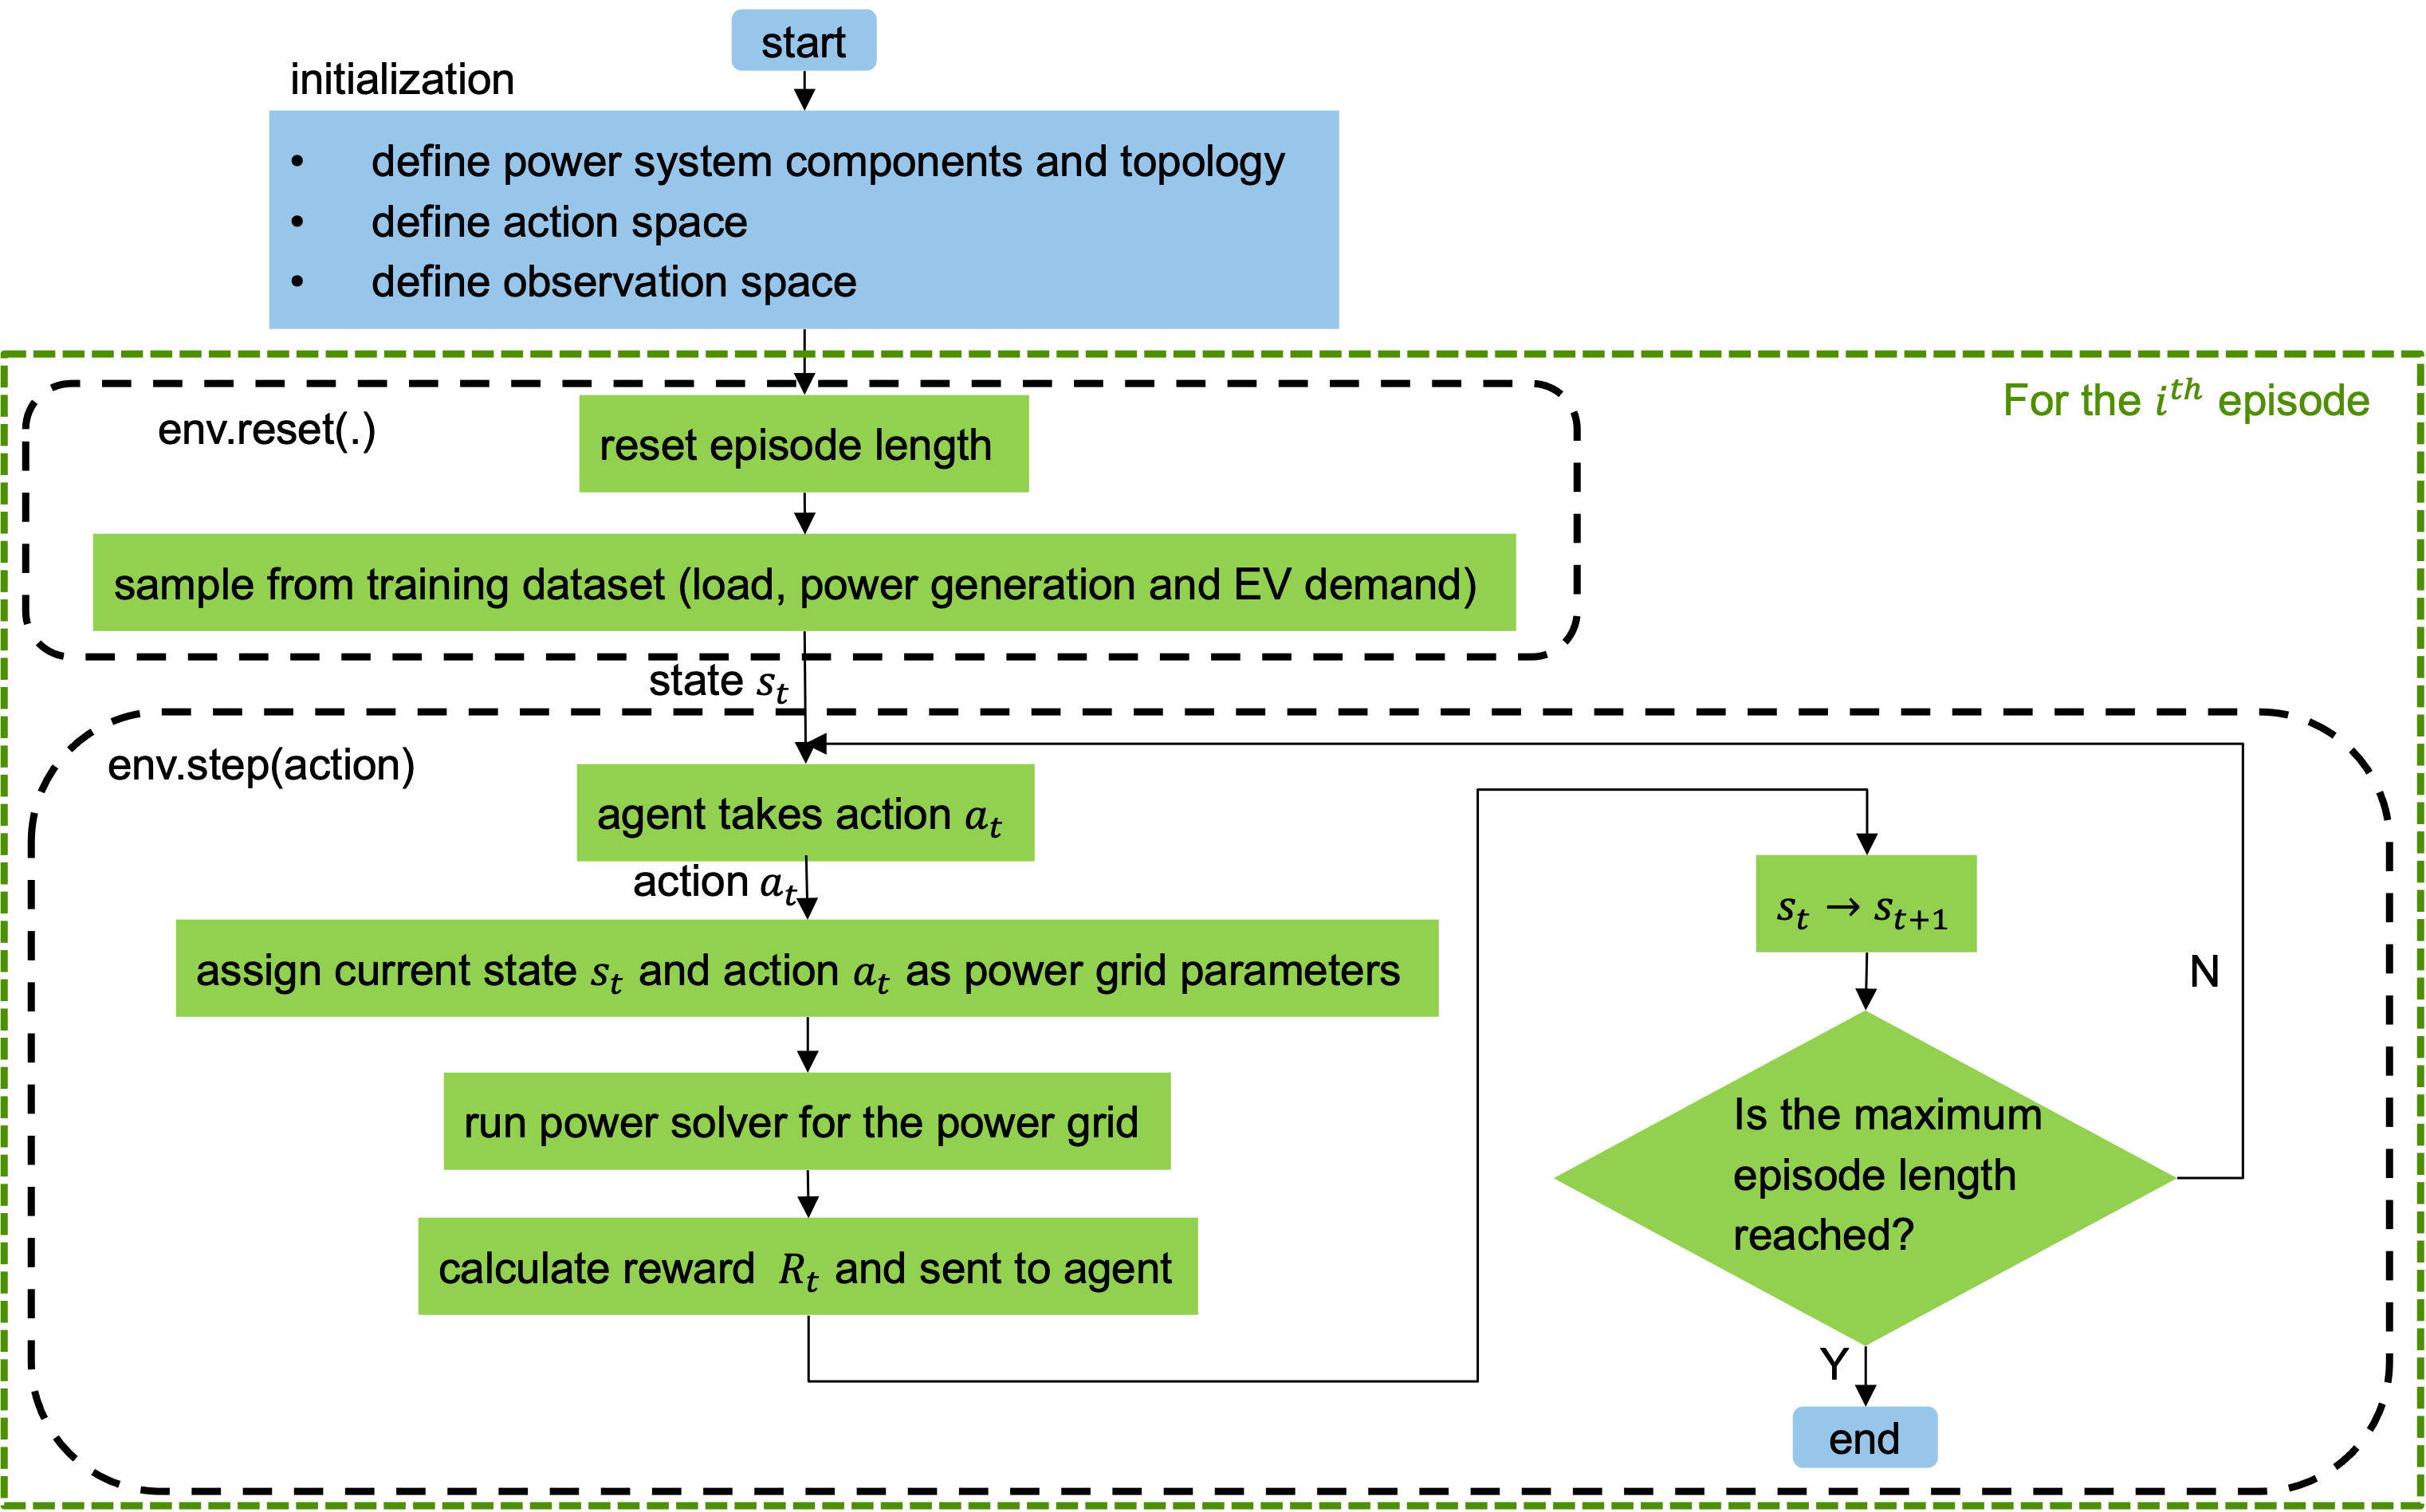 start
initialization
• define power system components and topology
• define action space
• define observation space
For the i^th episode
env.reset(.)
reset episode length
sample from training dataset (load, power generation and EV demand)
state s_t
env.step(action)
agent takes action a_t
action a_t
assign current state s_t and action a_t as power grid parameters
run power solver for the power grid
calculate reward R_t and sent to agent
s_t → s_{t+1}
N
Is the maximum
episode length
reached?
Y
end